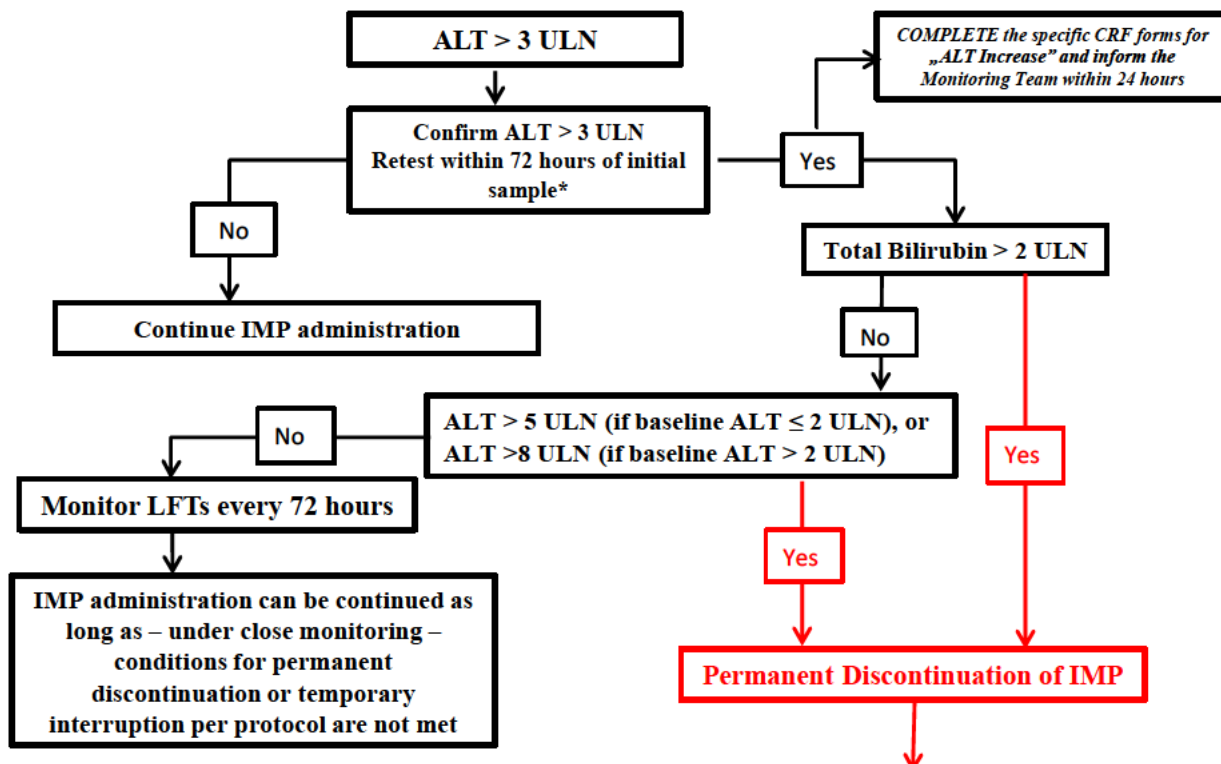 ALT > 3 ULN
COMPLETE the specific CRF forms for
„ALT Increase” and inform the
Monitoring Team within 24 hours
Confirm ALT > 3 ULN
Retest within 72 hours of initial
sample*
Yes
No
Total Bilirubin > 2 ULN
Continue IMP administration
No
ALT > 5 ULN (if baseline ALT ≤ 2 ULN), or
ALT >8 ULN (if baseline ALT > 2 ULN)
No
Yes
Monitor LFTs every 72 hours
Yes
IMP administration can be continued as
long as – under close monitoring –
conditions for permanent
discontinuation or temporary
interruption per protocol are not met
Permanent Discontinuation of IMP